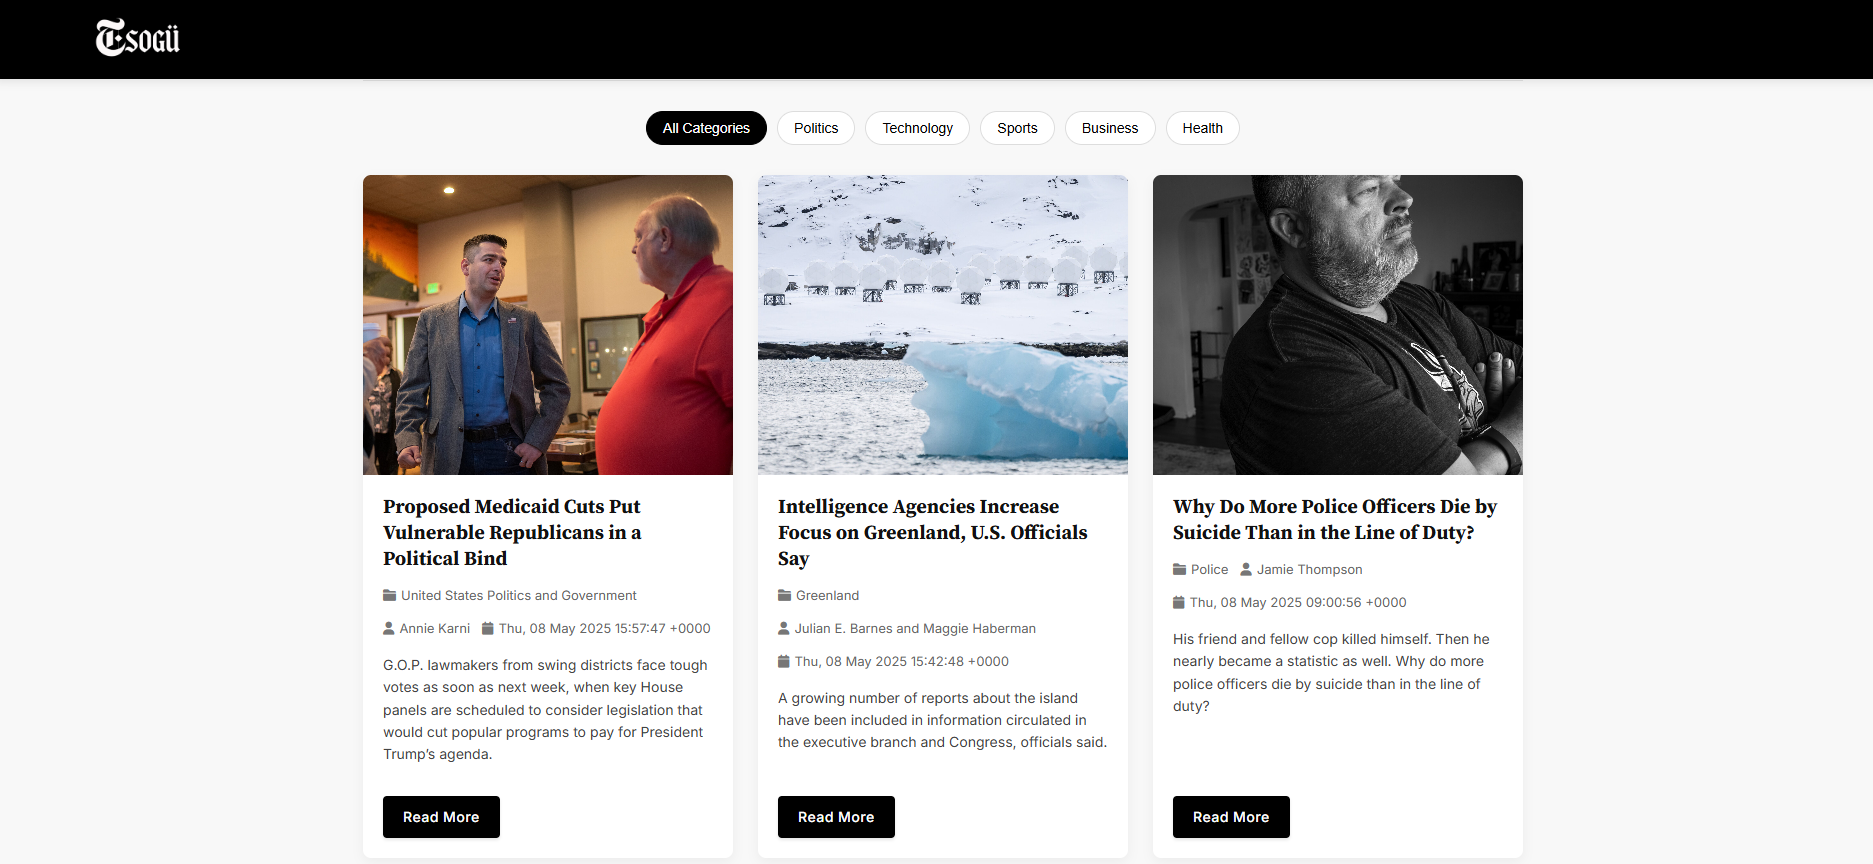 Esogü
All Categories
Politics
Technology
Sports
Business
Health
Proposed Medicaid Cuts Put
Vulnerable Republicans in a
Political Bind
United States Politics and Government
Annie Karni Thu, 08 May 2025 15:57:47 +0000
G.O.P. lawmakers from swing districts face tough
votes as soon as next week, when key House
panels are scheduled to consider legislation that
would cut popular programs to pay for President
Trump’s agenda.
Read More
Intelligence Agencies Increase
Focus on Greenland, U.S. Officials
Say
Greenland
Julian E. Barnes and Maggie Haberman
Thu, 08 May 2025 15:42:48 +0000
A growing number of reports about the island
have been included in information circulated in
the executive branch and Congress, officials said.
Read More
Why Do More Police Officers Die by
Suicide Than in the Line of Duty?
Police Jamie Thompson
Thu, 08 May 2025 09:00:56 +0000
His friend and fellow cop killed himself. Then he
nearly became a statistic as well. Why do more
police officers die by suicide than in the line of
duty?
Read More